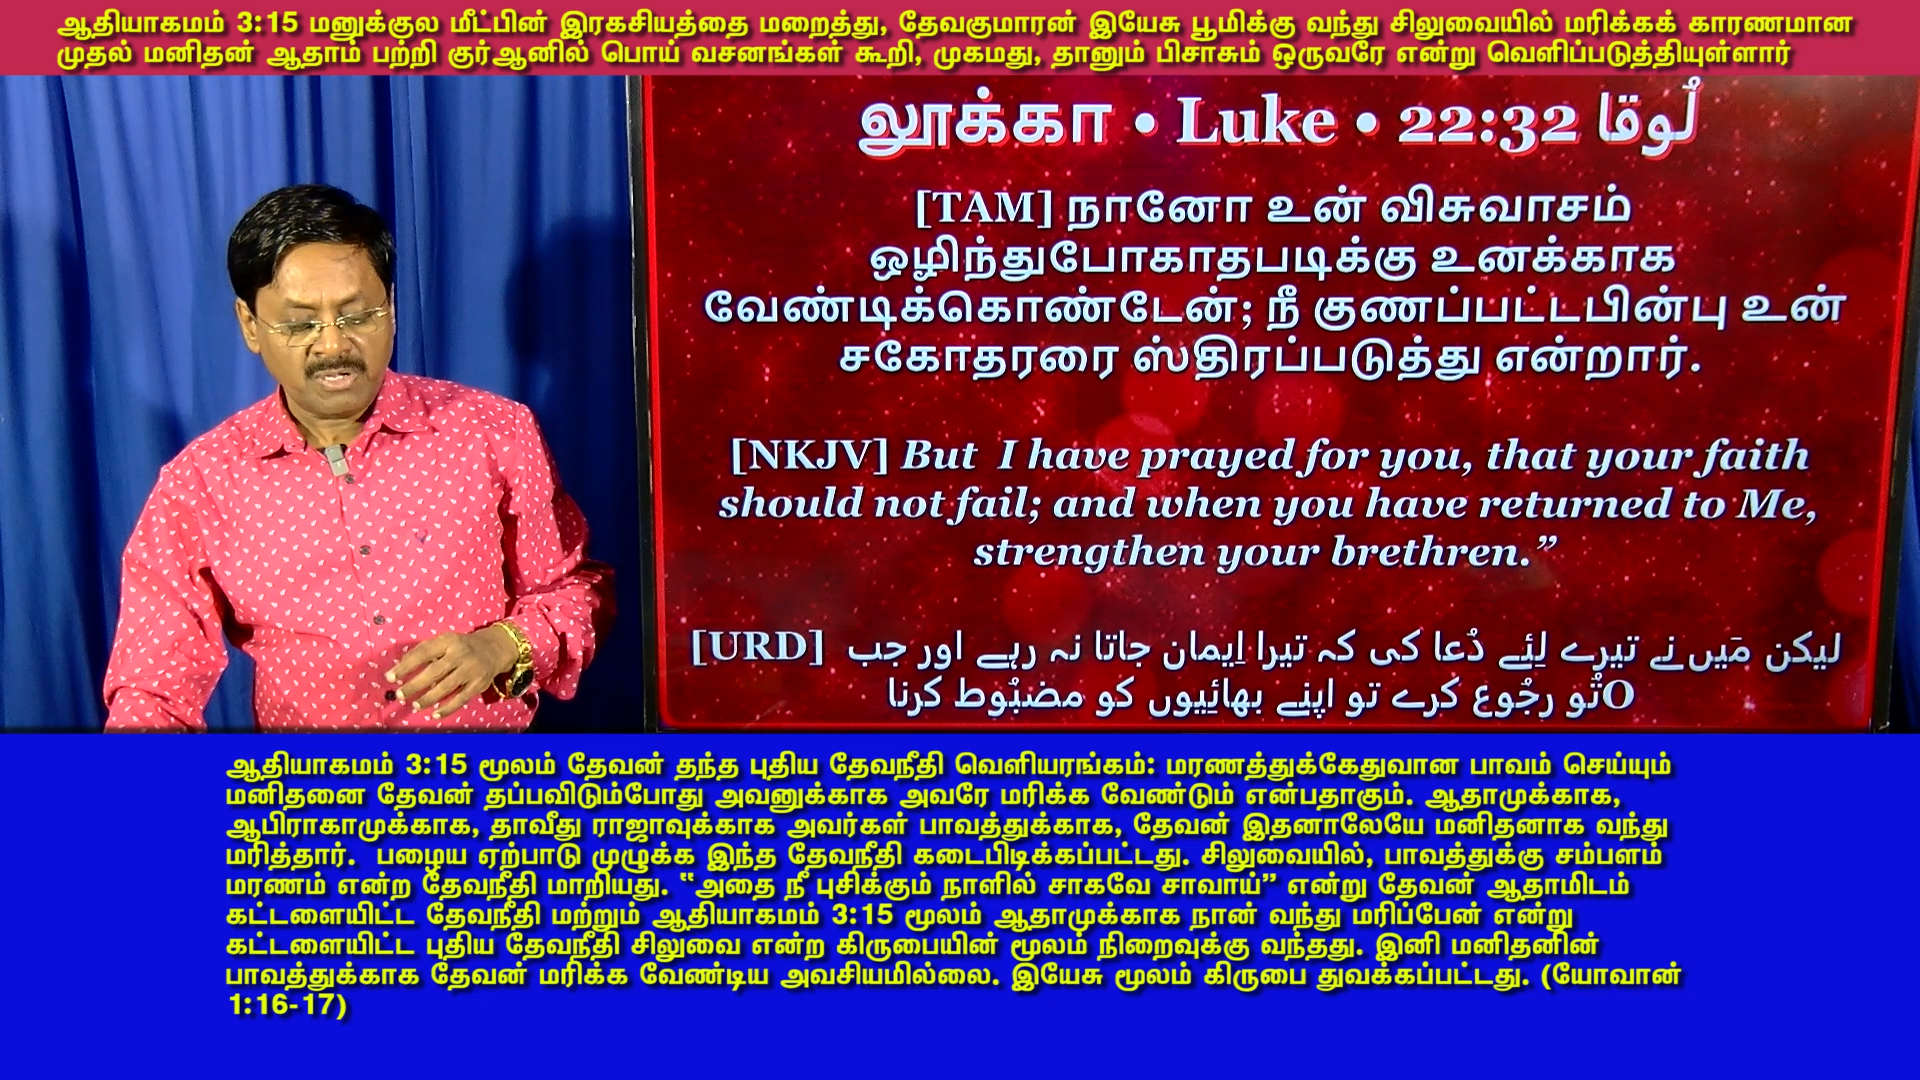 ஆதியாகமம் 3:15 மனுக்குல மீட்பின் இரகசியத்தை மறைத்து, தேவகுமாரன் இயேசு பூமிக்கு வந்து சிலுவையில் மரிக்கக் காரணமான
முதல் மனிதன் ஆதாம் பற்றி குர்ஆனில் பொய் வசனங்கள் கூறி, முகமது, தானும் பிசாசும் ஒருவரே என்று வெளிப்படுத்தியுள்ளார்
லூக்கா • Luke • 22:32 لُوقا
[TAM] நானோ உன் விசுவாசம்
ஒழிந்துபோகாதபடிக்கு உனக்காக
வேண்டிக்கொண்டேன்; நீ குணப்பட்டபின்பு உன்
சகோதரரை ஸ்திரப்படுத்து என்றார்.
[NKJV] But I have prayed for you, that your faith
should not fail; and when you have returned to Me,
strengthen your brethren.”
[URD] لیکن مَیں نے تیرے لِئے دُعا کی کہ تیرا اِیمان جاتا نہ رہے اور جب
تُو رجُوع کرے تو اپنے بھائِیوں کو مضبُوط کرنا O
ஆதியாகமம் 3:15 மூலம் தேவன் தந்த புதிய தேவநீதி வெளியரங்கம்: மரணத்துக்கேதுவான பாவம் செய்யும்
மனிதனை தேவன் தப்பவிடும்போது அவனுக்காக அவரே மரிக்க வேண்டும் என்பதாகும். ஆதாமுக்காக,
ஆபிராகாமுக்காக, தாவீது ராஜாவுக்காக அவர்கள் பாவத்துக்காக, தேவன் இதனாலேயே மனிதனாக வந்து
மரித்தார். பழைய ஏற்பாடு முழுக்க இந்த தேவநீதி கடைபிடிக்கப்பட்டது. சிலுவையில், பாவத்துக்கு சம்பளம்
மரணம் என்ற தேவநீதி மாறியது. “அதை நீ புசிக்கும் நாளில் சாகவே சாவாய்” என்று தேவன் ஆதாமிடம்
கட்டளையிட்ட தேவநீதி மற்றும் ஆதியாகமம் 3:15 மூலம் ஆதாமுக்காக நான் வந்து மரிப்பேன் என்று
கட்டளையிட்ட புதிய தேவநீதி சிலுவை என்ற கிருபையின் மூலம் நிறைவுக்கு வந்தது. இனி மனிதனின்
பாவத்துக்காக தேவன் மரிக்க வேண்டிய அவசியமில்லை. இயேசு மூலம் கிருபை துவக்கப்பட்டது. (யோவான்
1:16-17)